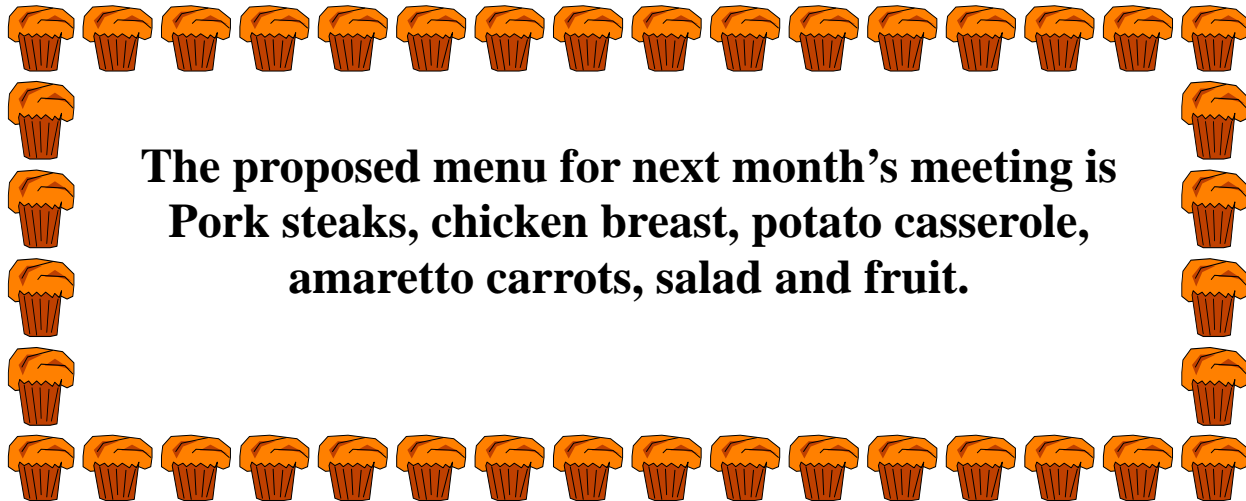 The proposed menu for next month’s meeting is
Pork steaks, chicken breast, potato casserole,
amaretto carrots, salad and fruit.